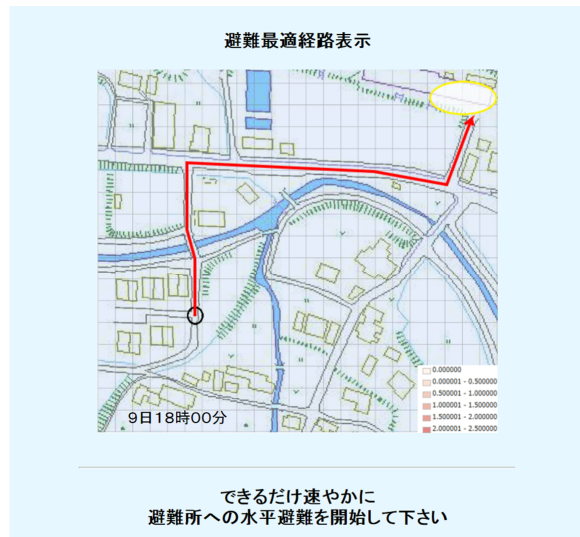 避難最適経路表示
9日18時00分
0.000000
0.000001 - 0.500000
0.500001 - 1.000000
1.000001 - 1.500000
1.500001 - 2.000000
2.000001 - 2.500000
できるだけ速やかに
避難所への水平避難を開始して下さい